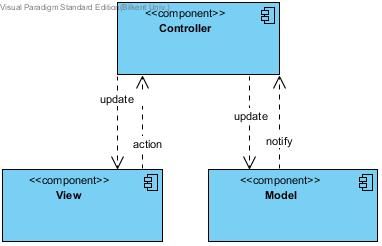 Visual Paradigm Standard Edition(Bilkent Univ.)
<<component>>
Controller
update
action
update
notify
<<component>>
View
<<component>>
Model